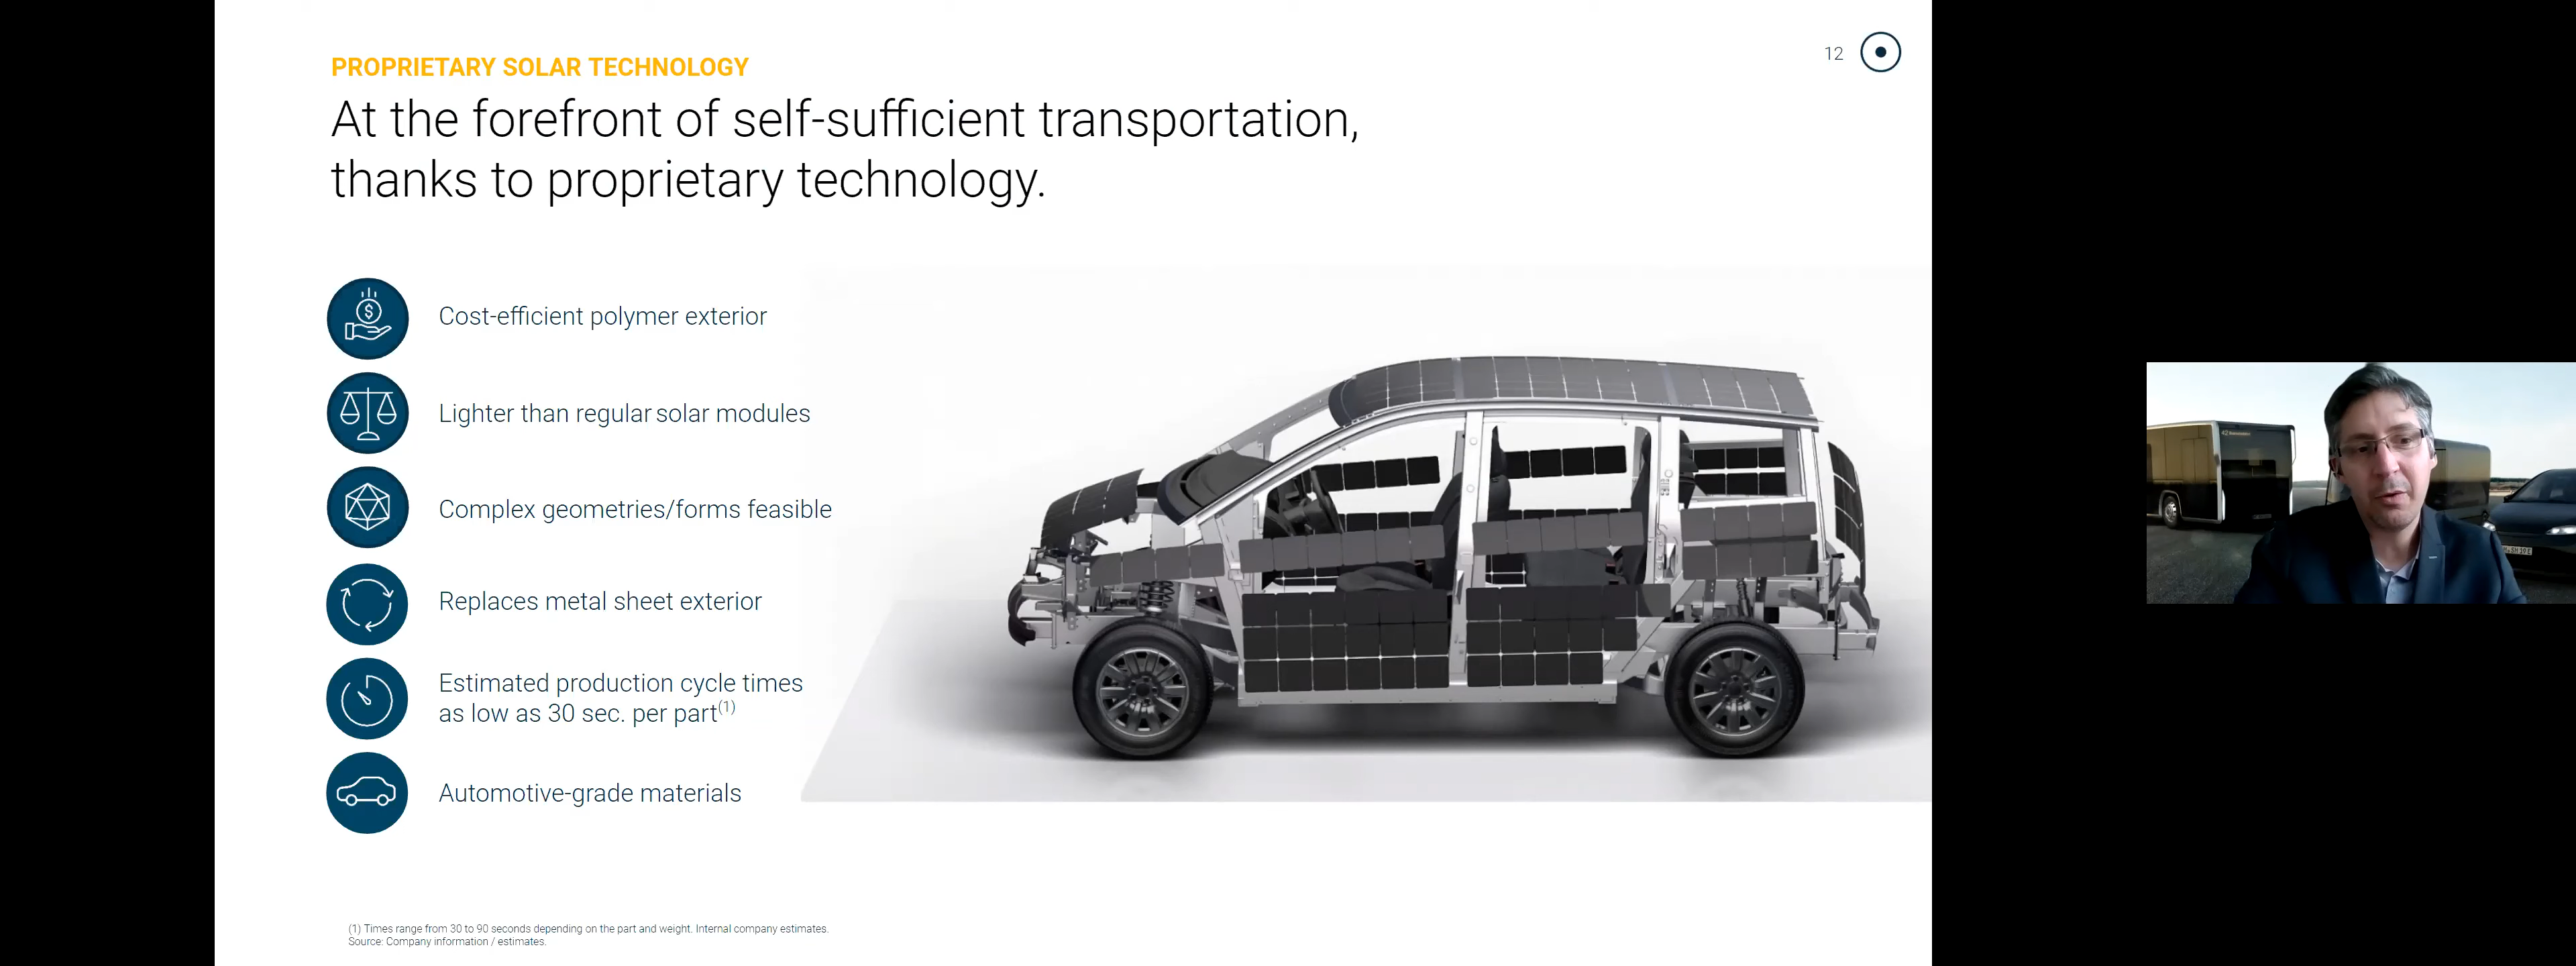 PROPRIETARY SOLAR TECHNOLOGY
12
At the forefront of self-sufficient transportation,
thanks to proprietary technology.
Cost-efficient polymer exterior
Lighter than regular solar modules
Complex geometries/forms feasible
Replaces metal sheet exterior
Estimated production cycle times
as low as 30 sec. per part(1)
Automotive-grade materials
(1) Times range from 30 to 90 seconds depending on the part and weight. Internal company estimates.
Source: Company information / estimates.